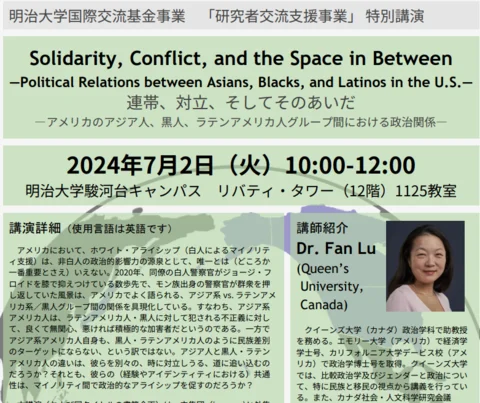 明治大学国際交流基金事業 「研究者交流支援事業」 特別講演
Solidarity, Conflict, and the Space in Between
—Political Relations between Asians, Blacks, and Latinos in the U.S.—
連帯、対立、そしてそのあいだ
―アメリカのアジア人、黒人、ラテンアメリカ人グループ間における政治関係―
2024年7月2日（火）10:00-12:00
明治大学駿河台キャンパス リバティ・タワー（12階）1125教室
講演詳細（使用言語は英語です）
アメリカにおいて、ホワイト・アライシップ（白人によるマイノリ
ティ支援）は、非白人の政治的影響力の源泉として、唯一とは（どころか
一番重要とさえ）いえない。2020年、同僚の白人警察官がジョージ・フ
ロイドを膝で抑えつけている数歩先で、モン族出身の警察官が群衆を押
し返していた風景は、アメリカでよく語られる、アジア系 vs. ラテンアメ
リカ系／黒人グループ間の関係を具現化している。すなわち、アジア系
アメリカ人は、ラテンアメリカ人・黒人に対して犯される不正義に対し
て、良くて無関心、悪ければ積極的な加害者だというのである。一方で
アジア系アメリカ人自身も、黒人・ラテンアメリカ人のように民族差別
のターゲットにならない、という訳ではない。アジア人と黒人・ラテン
アメリカ人の違いは、彼らを別々の、時に対立しうる、道に追い込むの
だろうか？それとも、彼らの（経験やアイデンティティにおける）共通
性は、マイノリティ間で政治的なアライシップを促すのだろうか？
講師紹介
Dr. Fan Lu
(Queen's
University,
Canada)
クイーンズ大学（カナダ）政治学科で助教授
を務める。エモリー大学（アメリカ）で経済学
学士号、カリフォルニア大学デービス校（アメ
リカ）で政治学博士号を取得。クイーンズ大学
では、比較政治学及びジェンダーと政治につい
て、特に民族と移民の視点から講義を行ってい
る。また、カナダ社会・人文科学研究会議